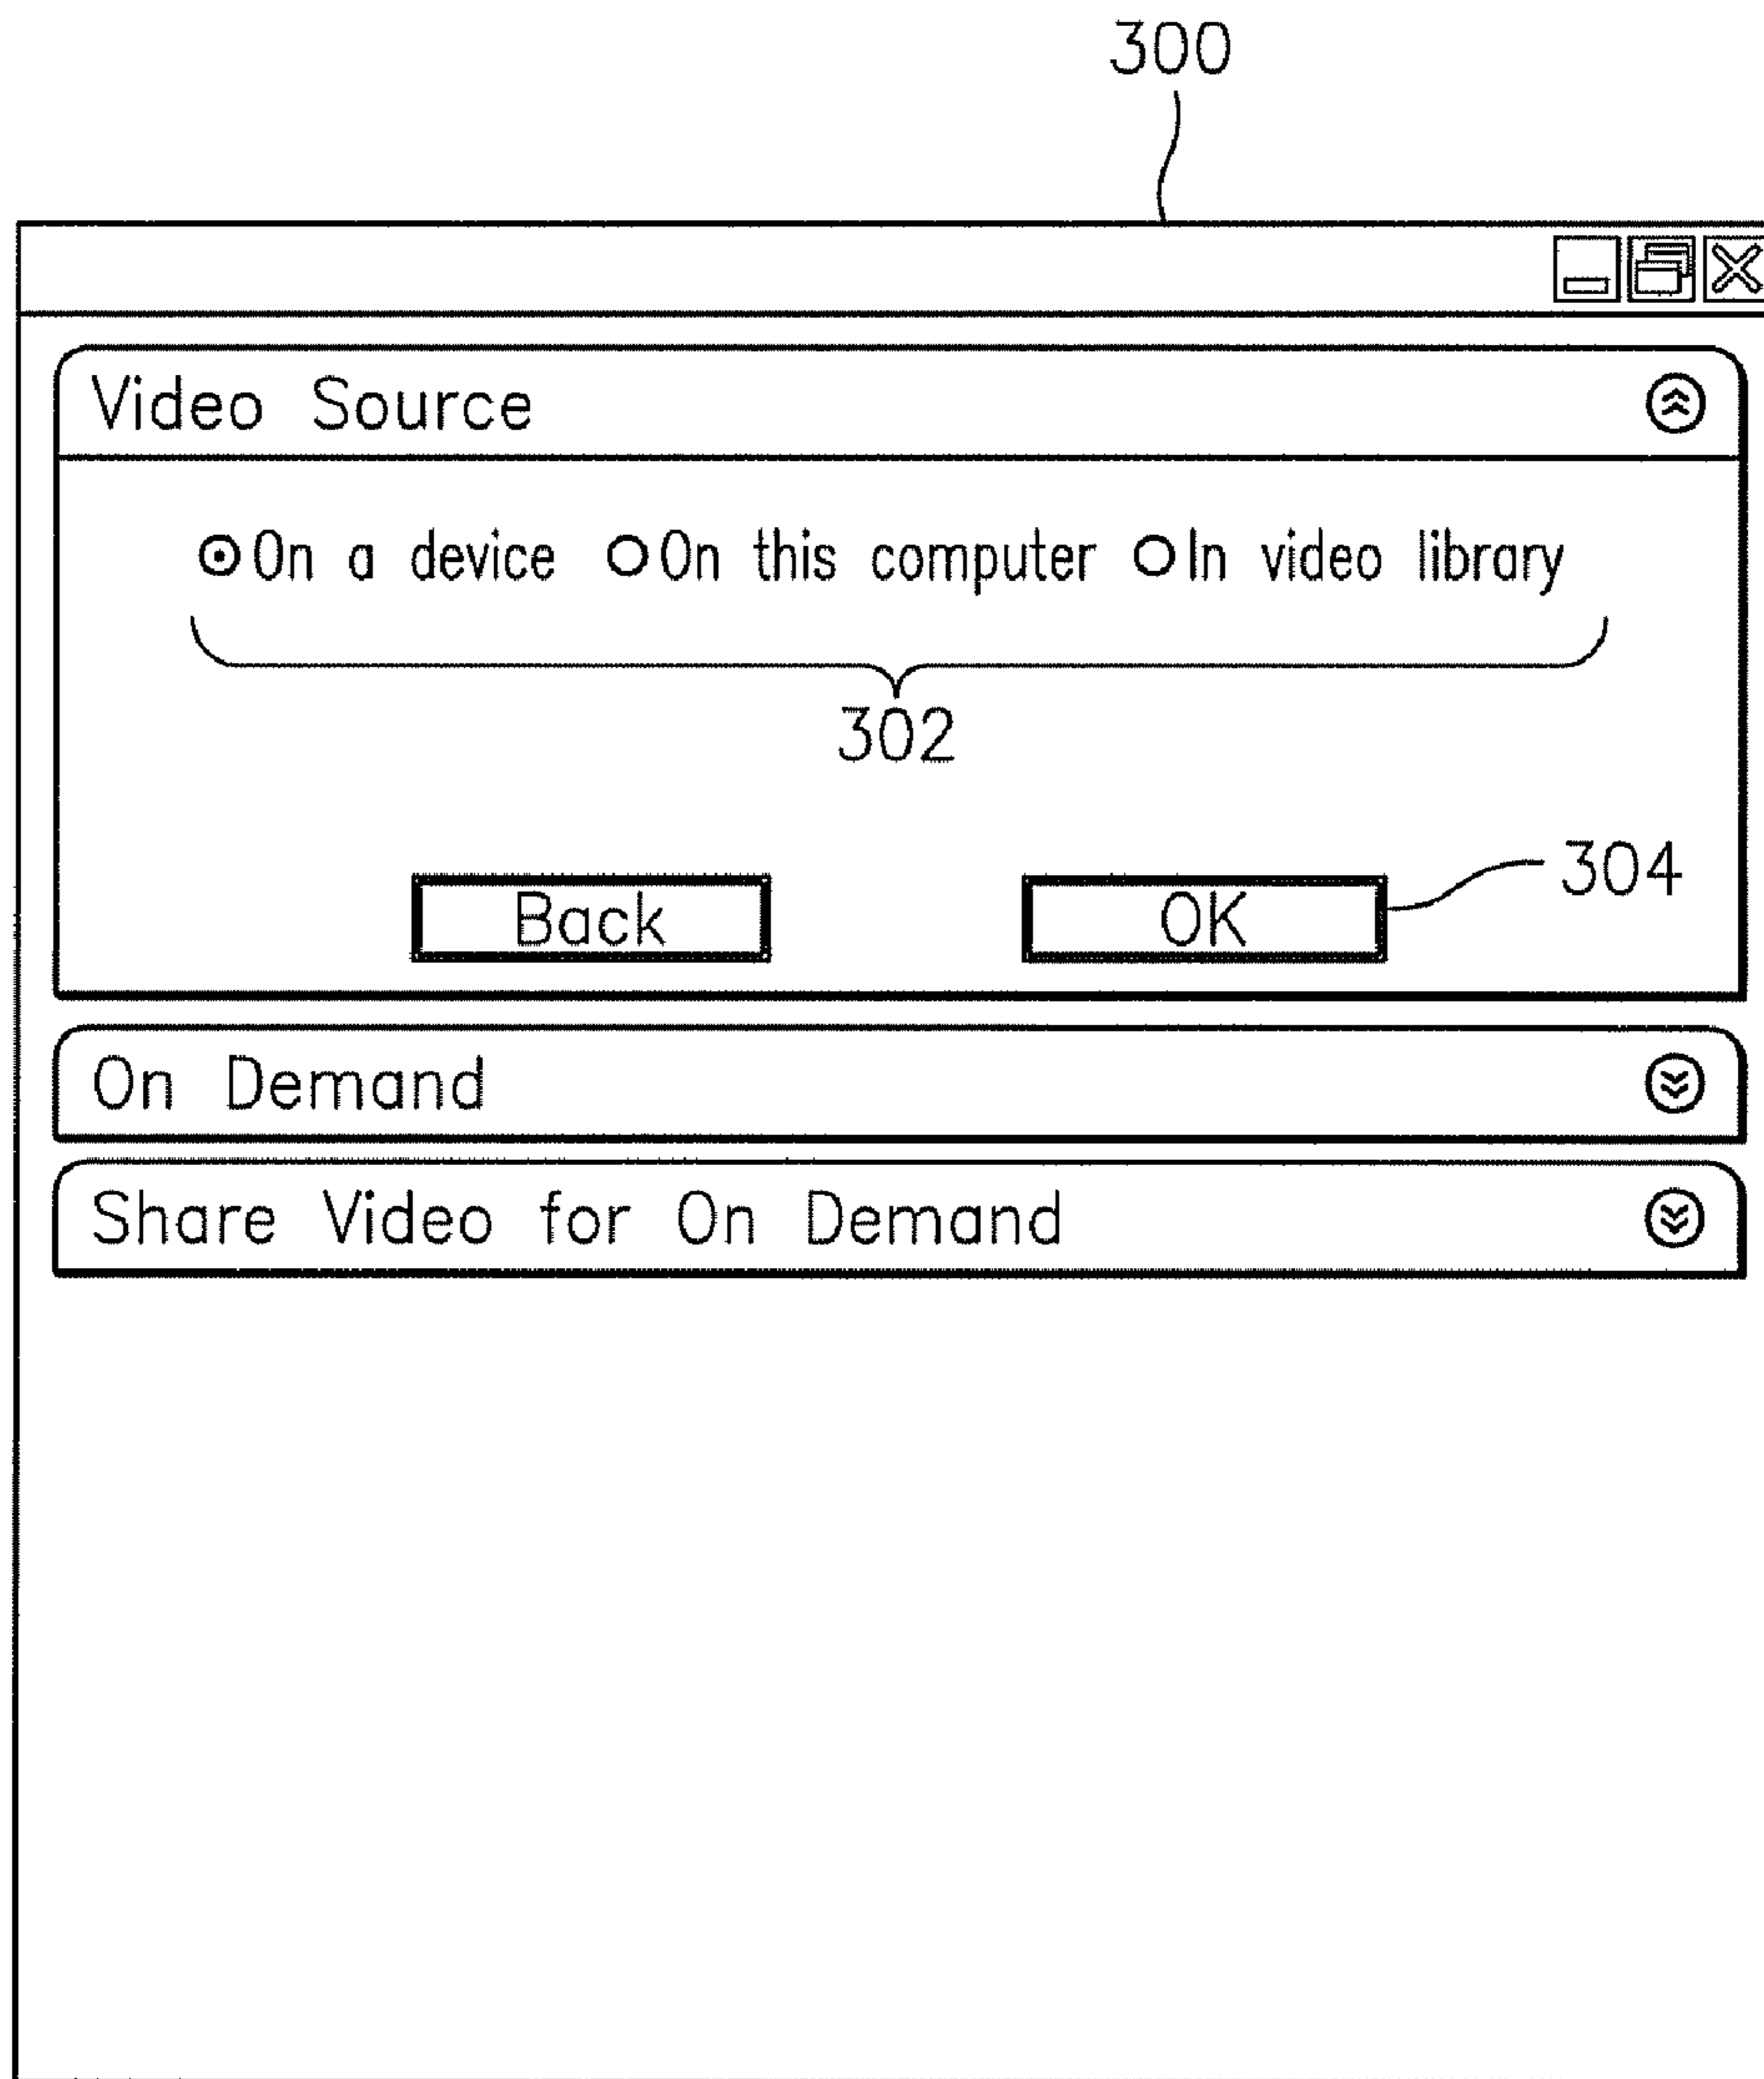 300
Video Source
On a device On this computer In video library
302
304
Back OK
On Demand
Share Video for On Demand